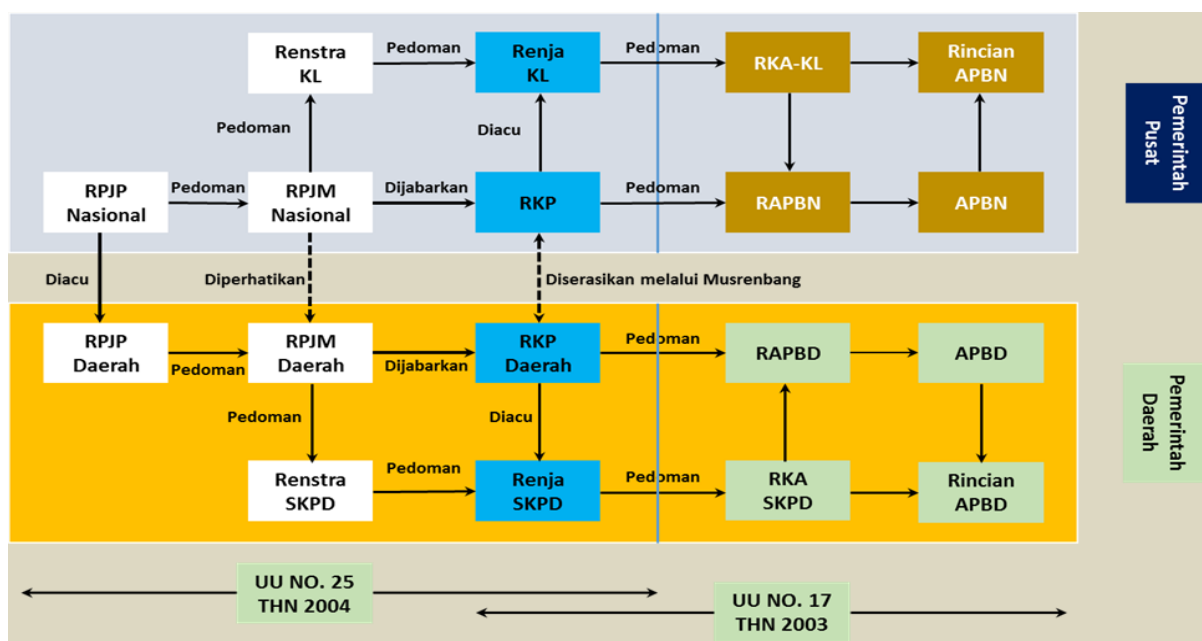 Renstra
KL
Pedoman
Renja
KL
Pedoman
RKA-KL
Rincian
APBN
Pedoman
Diacu
Pemerintah
Pusat
RPJP
Nasional
Pedoman
RPJM
Nasional
Dijabarkan
RKP
Pedoman
RAPBN
APBN
Diacu
Diperhatikan
Diserasikan melalui Musrenbang
RPJP
Daerah
Pedoman
RPJM
Daerah
Dijabarkan
RKP
Daerah
Pedoman
RAPBD
APBD
Pemerintah
Daerah
Pedoman
Diacu
Renstra
SKPD
Pedoman
Renja
SKPD
Pedoman
RKA
SKPD
Rincian
APBD
UU NO. 25
THN 2004
UU NO. 17
THN 2003